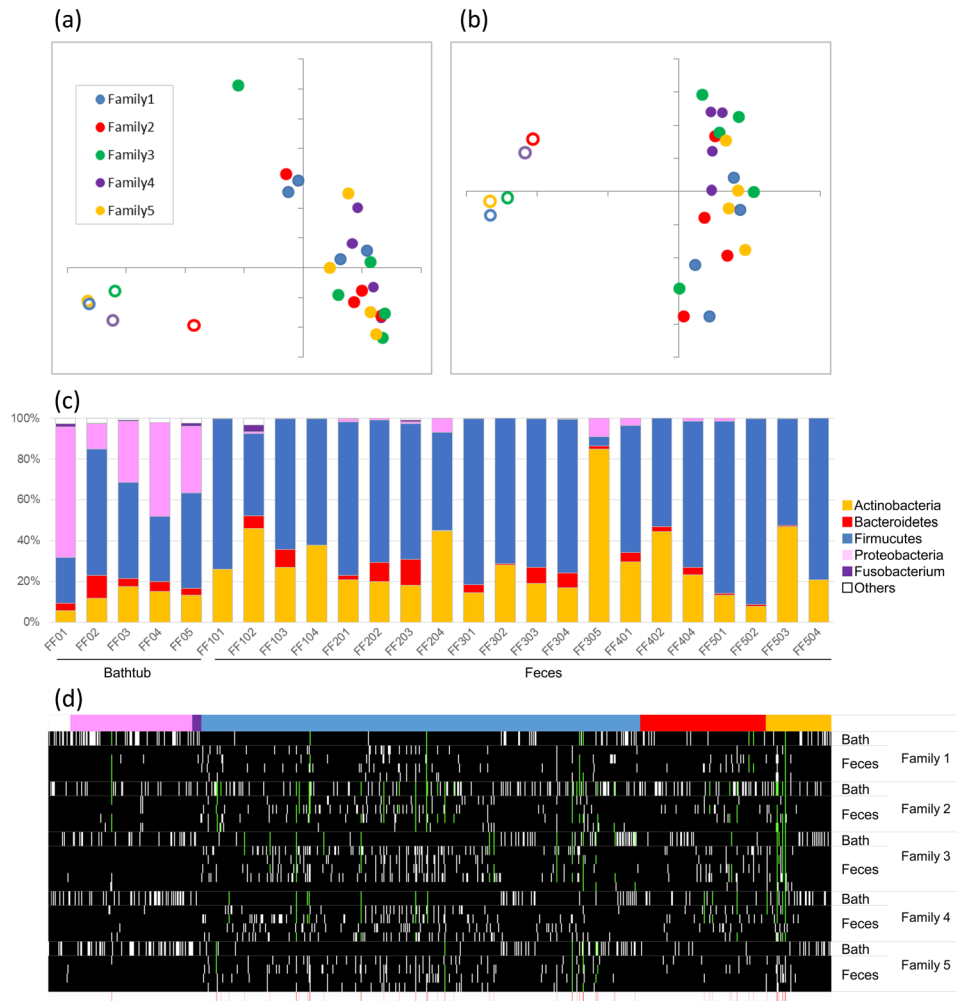 (a)
(b)
Family1
Family2
Family3
Family4
Family5
(c)
100%
80%
60%
40%
20%
0%
Actinobacteria
Bacteroidetes
Firmucutes
Proteobacteria
Fusobacterium
Others
FF01 FF02 FF03 FF04 FF05 FF101 FF102 FF103 FF104 FF201 FF202 FF203 FF204 FF301 FF302 FF303 FF304 FF305 FF401 FF402 FF404 FF501 FF502 FF503 FF504
Bathtub Feces
(d)
Bath
Feces Family 1
Bath
Feces Family 2
Bath
Feces Family 3
Bath
Feces Family 4
Bath
Feces Family 5